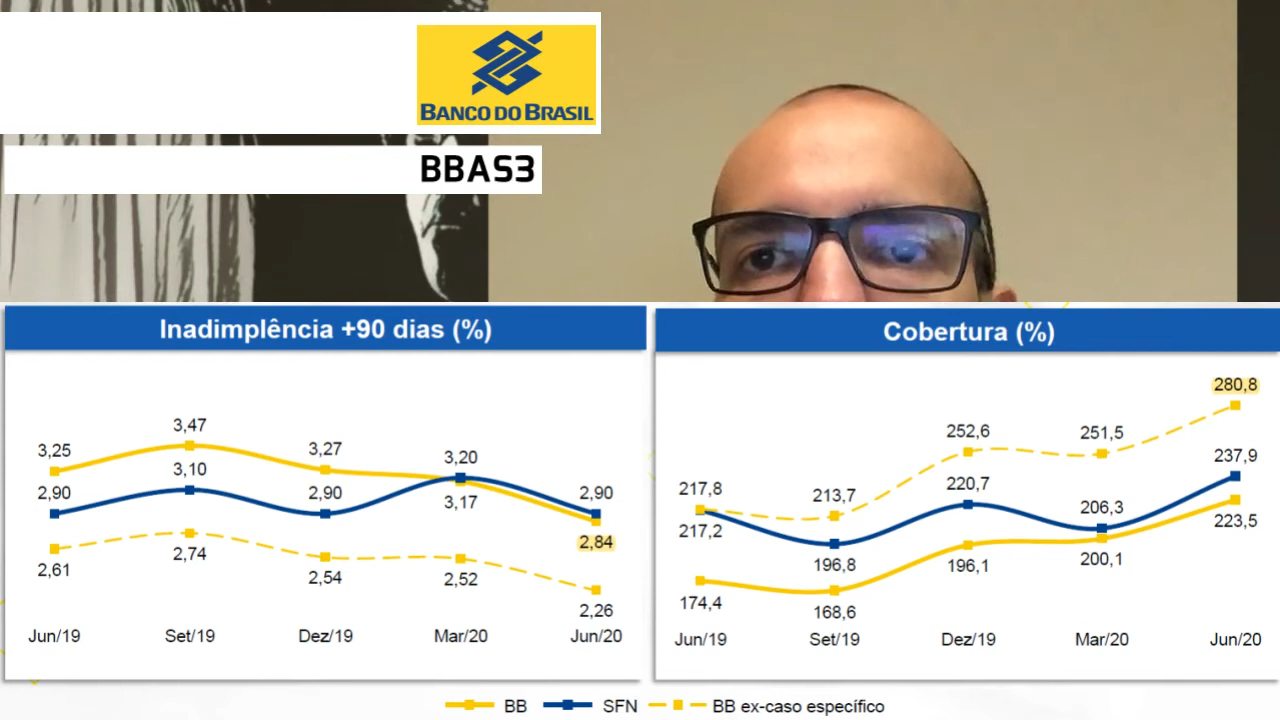 BANCO DO BRASIL
BBAS3
Inadimplência +90 dias (%)
3,25 3,47 3,27 3,20
2,90 3,10 2,90 3,17 2,90
2,84
2,61 2,74 2,54 2,52 2,26
Jun/19 Set/19 Dez/19 Mar/20 Jun/20
Cobertura (%)
280,8
217,8 213,7 252,6 251,5
217,2 196,8 220,7 206,3 237,9
174,4 168,6 196,1 200,1 223,5
Jun/19 Set/19 Dez/19 Mar/20 Jun/20
BB SFN BB ex-caso específico